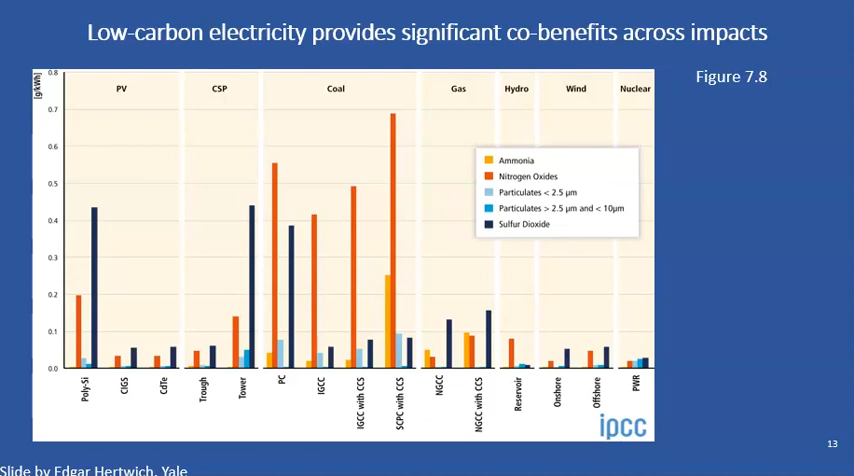 Low-carbon electricity provides significant co-benefits across impacts
Figure 7.8
[g/kWh]
0.8
0.7
0.6
0.5
0.4
0.3
0.2
0.1
0.0
PV
CSP
Coal
Gas
Hydro
Wind
Nuclear
Ammonia
Nitrogen Oxides
Particulates < 2.5 µm
Particulates > 2.5 µm and < 10µm
Sulfur Dioxide
Poly-Si
CIGS
CdTe
Trough
Tower
PC
IGCC
IGCC with CCS
SCPC with CCS
NGCC
NGCC with CCS
Reservoir
Onshore
Offshore
PWR
ipcc
13
Slide by Edgar Hertwich, Yale